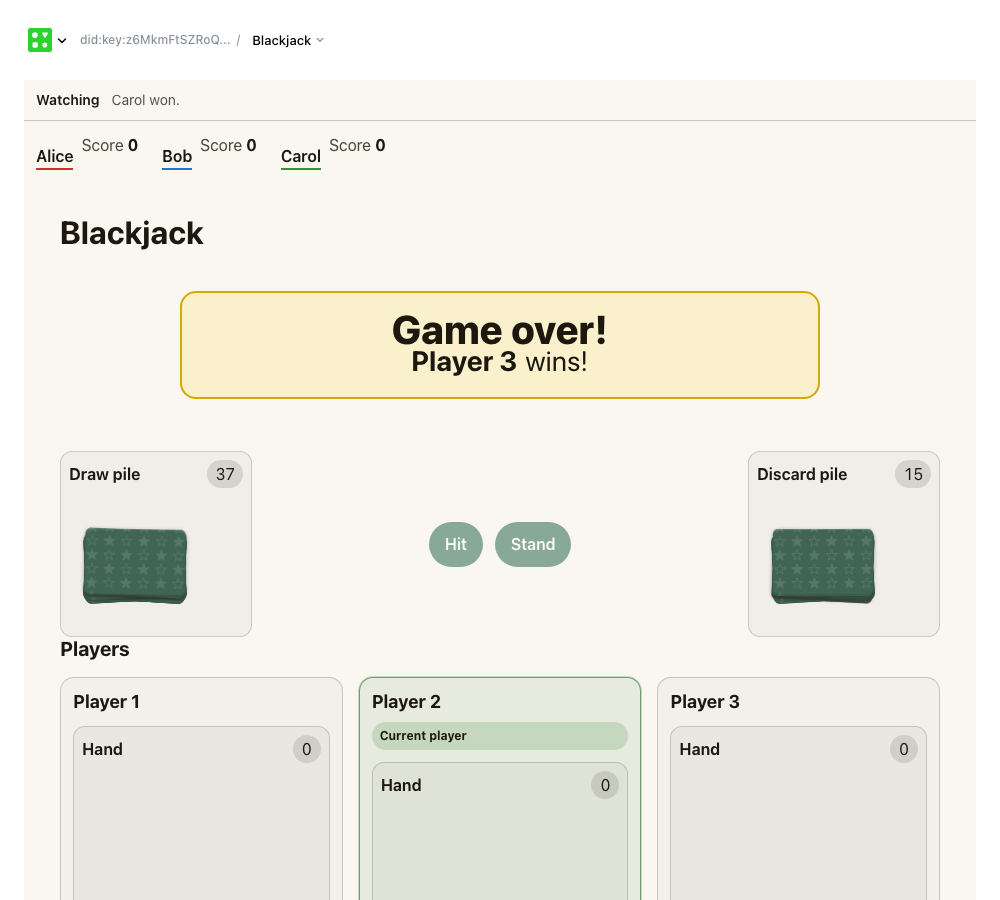 did:key:z6MkmFtSZRoQ... / Blackjack
Watching Carol won.
Alice Score 0 Bob Score 0 Carol Score 0
Blackjack
Game over!
Player 3 wins!
Draw pile 37
Discard pile 15
Hit Stand
Players
Player 1
Hand 0
Player 2
Current player
Hand 0
Player 3
Hand 0